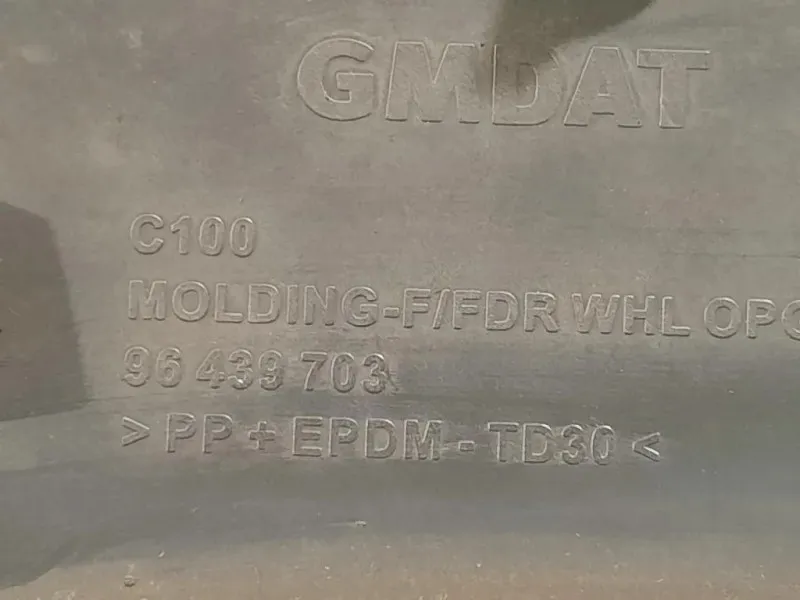 GMDAT
C100
MOLDING-F/FDR WHL OPG
96 439 703
> PP + EPDM - TD30 <